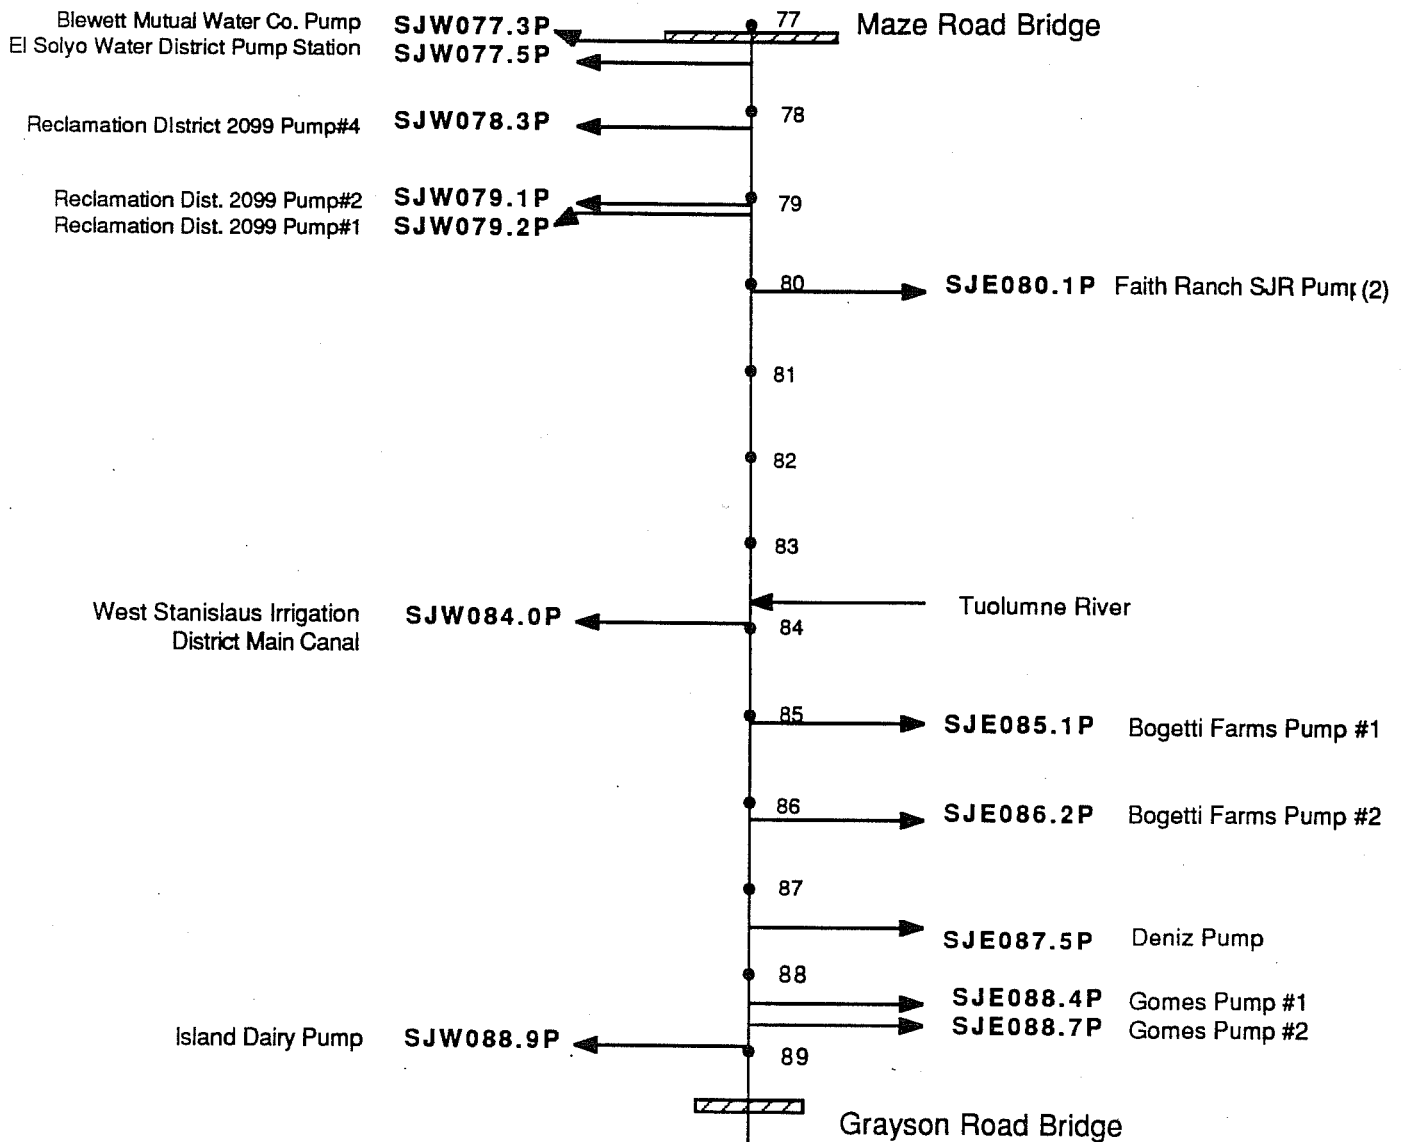 Blewett Mutual Water Co. Pump SJW077.3P 77 Maze Road Bridge
El Solyo Water District Pump Station SJW077.5P
Reclamation District 2099 Pump#4 SJW078.3P 78
Reclamation Dist. 2099 Pump#2 SJW079.1P 79
Reclamation Dist. 2099 Pump#1 SJW079.2P
80 SJE080.1P Faith Ranch SJR Pump (2)
81
82
83
West Stanislaus Irrigation SJW084.0P Tuolumne River
District Main Canal 84
85 SJE085.1P Bogetti Farms Pump #1
86 SJE086.2P Bogetti Farms Pump #2
87
SJE087.5P Deniz Pump
88
SJE088.4P Gomes Pump #1
SJE088.7P Gomes Pump #2
Island Dairy Pump SJW088.9P 89
Grayson Road Bridge